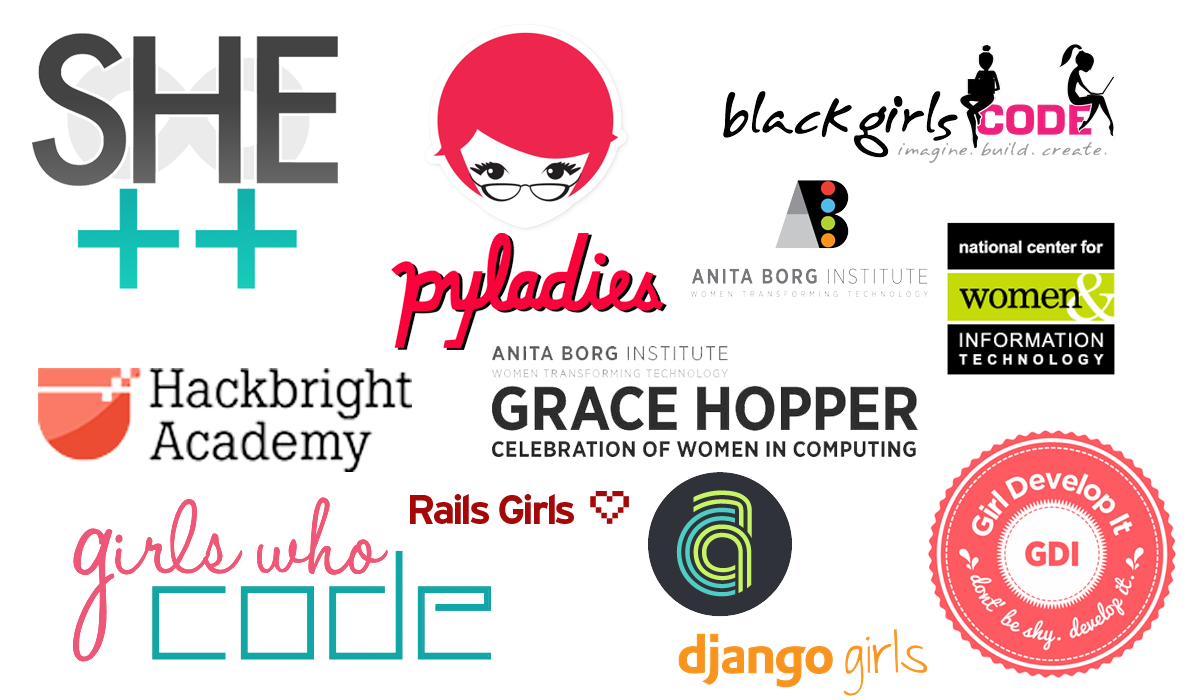 SHE
++
pyladies
black girls CODE
imagine. build. create.
AB
ANITA BORG INSTITUTE
WOMEN TRANSFORMING TECHNOLOGY
national center for
women &
INFORMATION
TECHNOLOGY
Hackbright
Academy
ANITA BORG INSTITUTE
WOMEN TRANSFORMING TECHNOLOGY
GRACE HOPPER
CELEBRATION OF WOMEN IN COMPUTING
girls who
code
Rails Girls
d
django girls
Girl Develop It
GDI
dont' be shy. develop it.